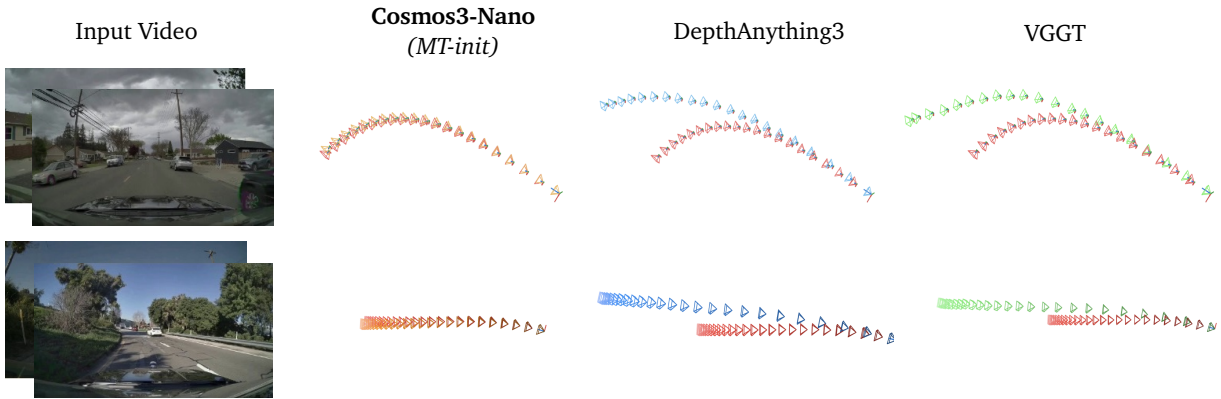 Input Video
Cosmos3-Nano
(MT-init)
DepthAnything3
VGGT